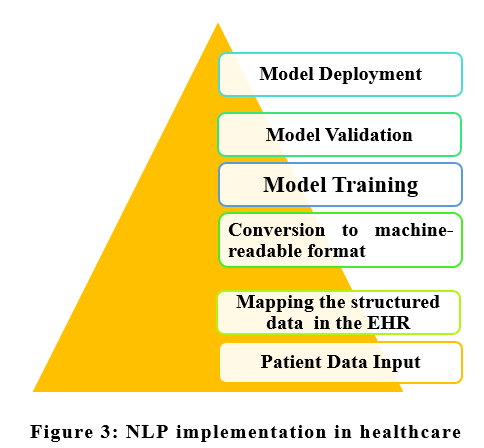 Model Deployment
Model Validation
Model Training
Conversion to machine-
readable format
Mapping the structured
data in the EHR
Patient Data Input
Figure 3: NLP implementation in healthcare